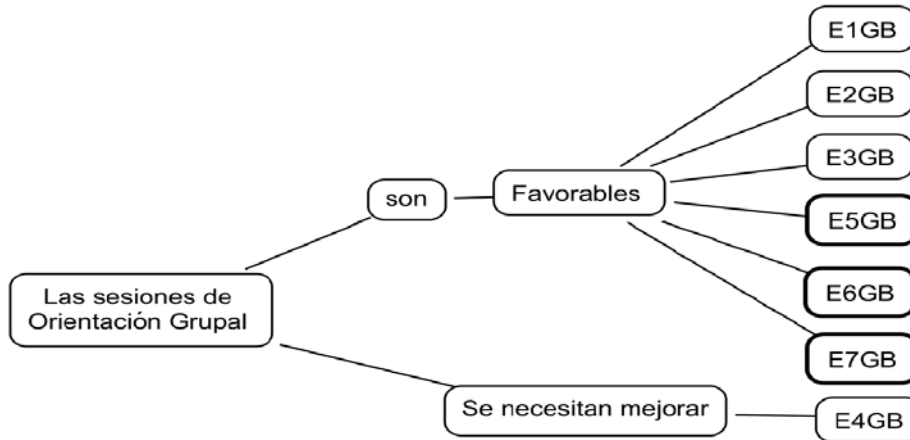 E1GB
E2GB
E3GB
son
Favorables
E5GB
Las sesiones de
Orientación Grupal
E6GB
E7GB
Se necesitan mejorar
E4GB